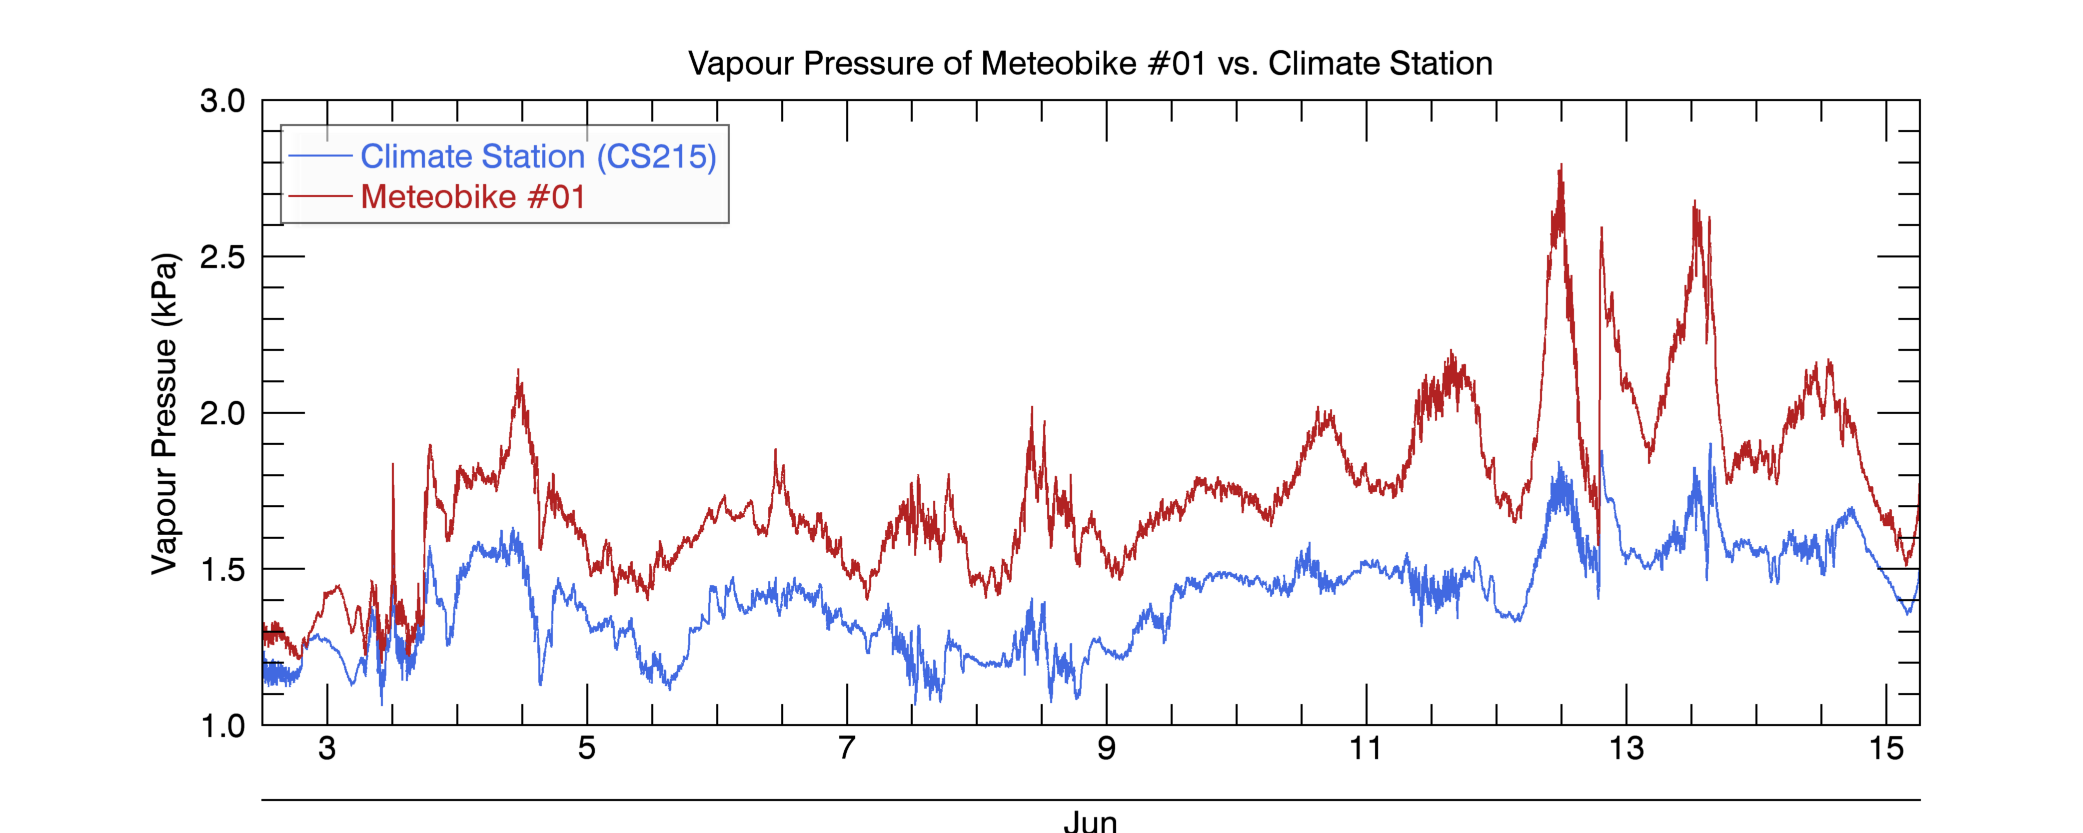 Vapour Pressure of Meteobike #01 vs. Climate Station
3.0
Climate Station (CS215)
Meteobike #01
2.5
2.0
1.5
1.0
Vapour Pressue (kPa)
3 5 7 9 11 13 15
Jun